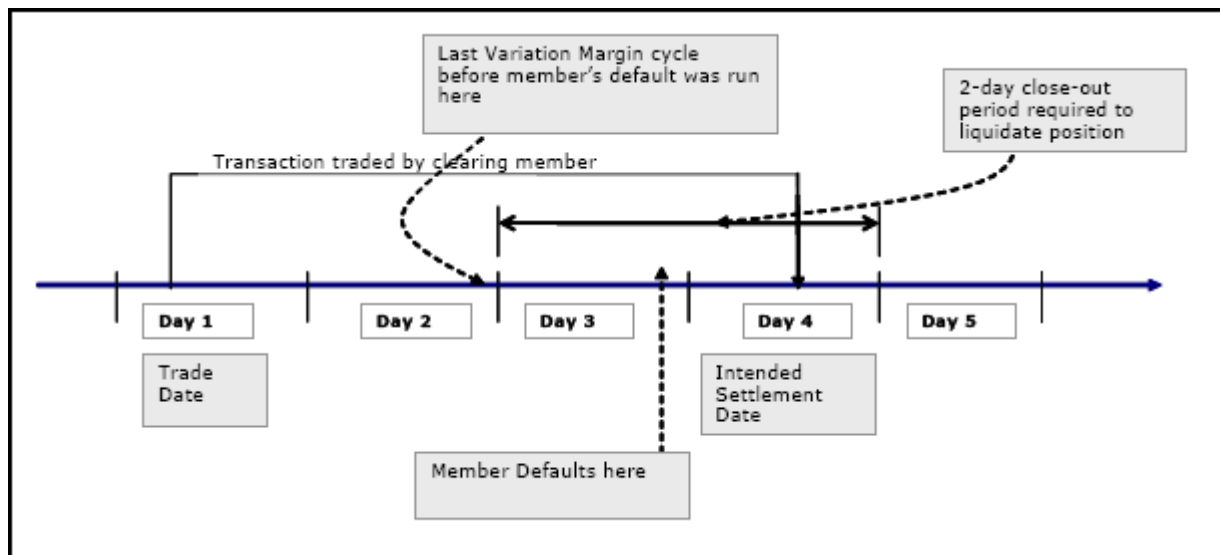 Last Variation Margin cycle
before member's default was run
here
2-day close-out
period required to
liquidate position
Transaction traded by clearing member
Day 1
Day 2
Day 3
Day 4
Day 5
Trade
Date
Intended
Settlement
Date
Member Defaults here